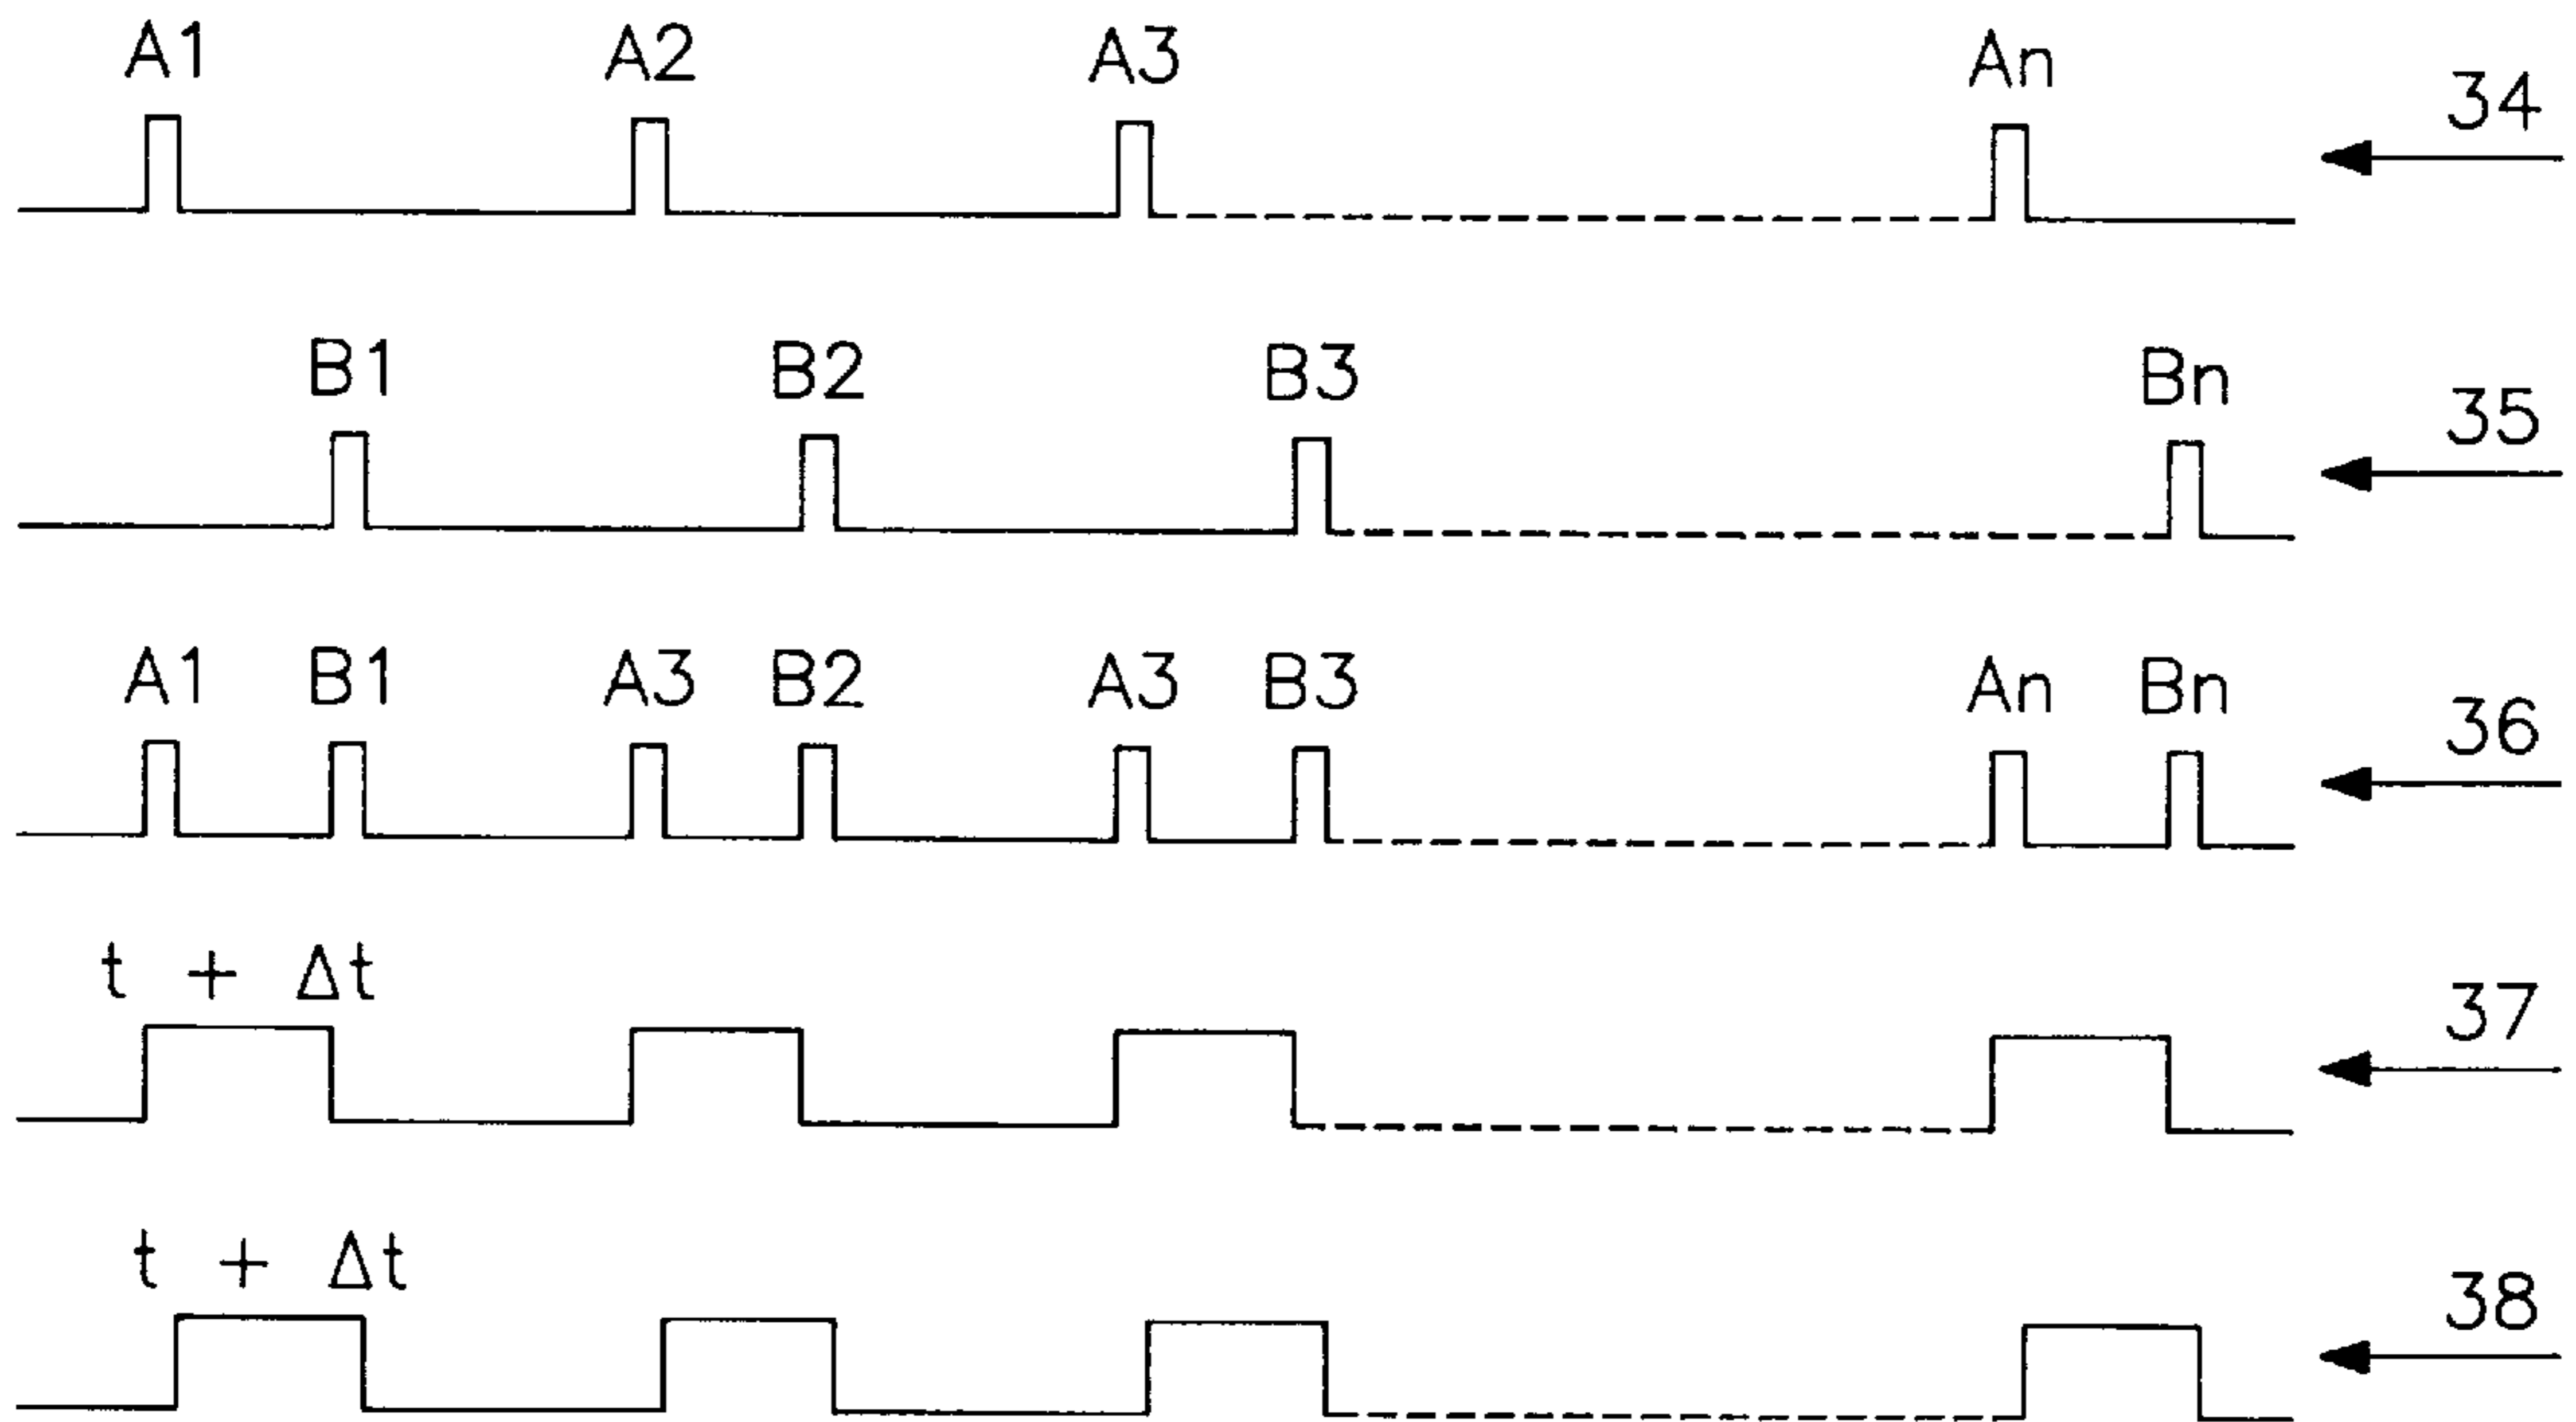 A1 A2 A3 An 34
B1 B2 B3 Bn 35
A1 B1 A3 B2 A3 B3 An Bn 36
t + Δt 37
t + Δt 38